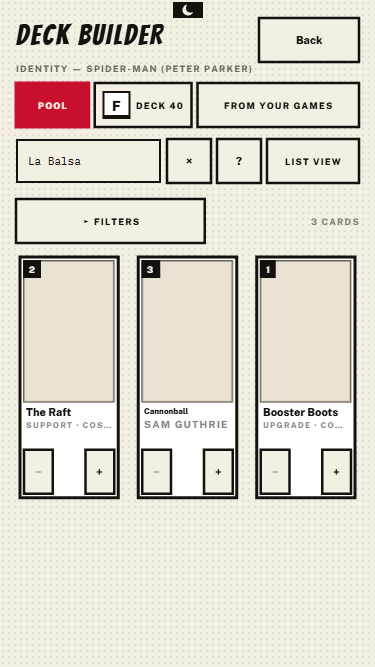 DECK BUILDER
Back
IDENTITY — SPIDER-MAN (PETER PARKER)
POOL
F DECK 40
FROM YOUR GAMES
La Balsa
×
?
LIST VIEW
▸ FILTERS
3 CARDS
2
The Raft
SUPPORT · COS…
−
+
3
Cannonball
SAM GUTHRIE
−
+
1
Booster Boots
UPGRADE · CO…
−
+